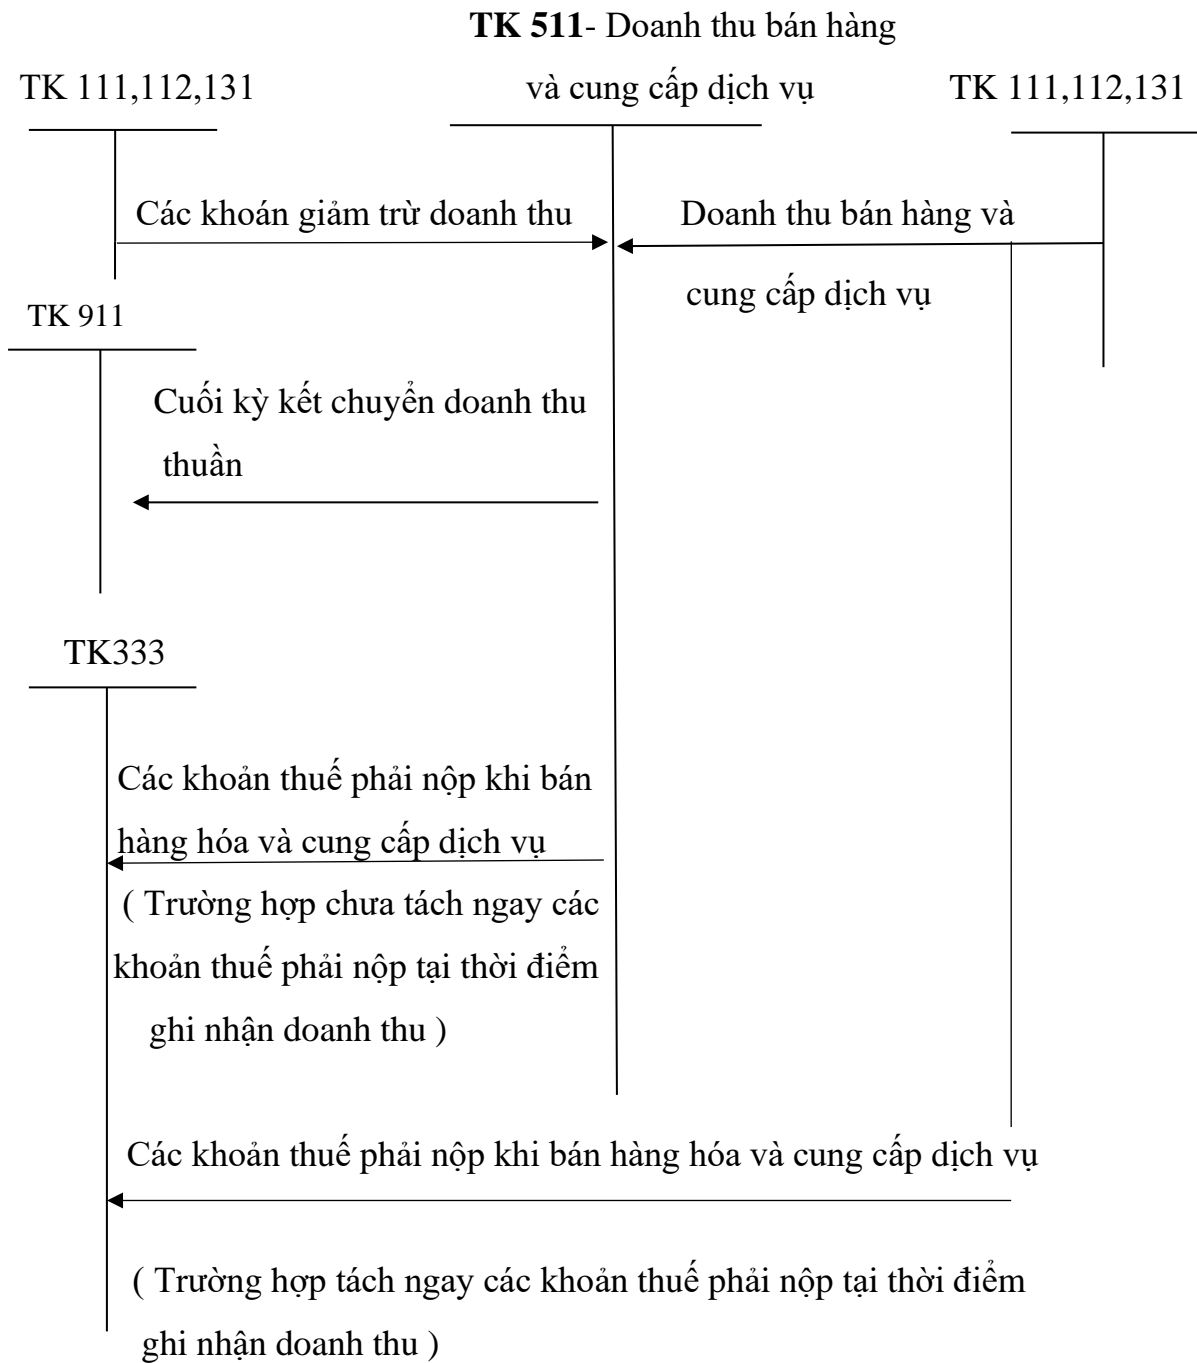 TK 511- Doanh thu bán hàng
TK 111,112,131
và cung cấp dịch vụ
TK 111,112,131
Các khoán giảm trừ doanh thu
Doanh thu bán hàng và
cung cấp dịch vụ
TK 911
Cuối kỳ kết chuyển doanh thu
thuần
TK333
Các khoản thuế phải nộp khi bán
hàng hóa và cung cấp dịch vụ
( Trường hợp chưa tách ngay các
khoản thuế phải nộp tại thời điểm
ghi nhận doanh thu )
Các khoản thuế phải nộp khi bán hàng hóa và cung cấp dịch vụ
( Trường hợp tách ngay các khoản thuế phải nộp tại thời điểm
ghi nhận doanh thu )